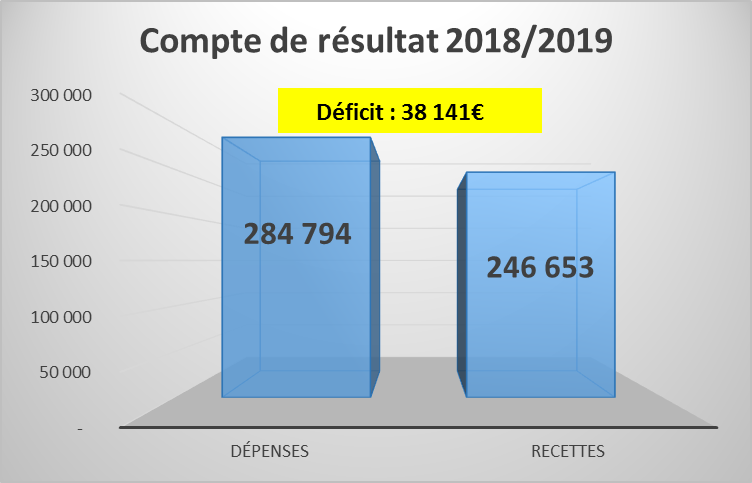 Compte de résultat 2018/2019
Déficit : 38 141€
300 000
250 000
200 000
150 000
100 000
50 000
-
284 794
246 653
DÉPENSES
RECETTES